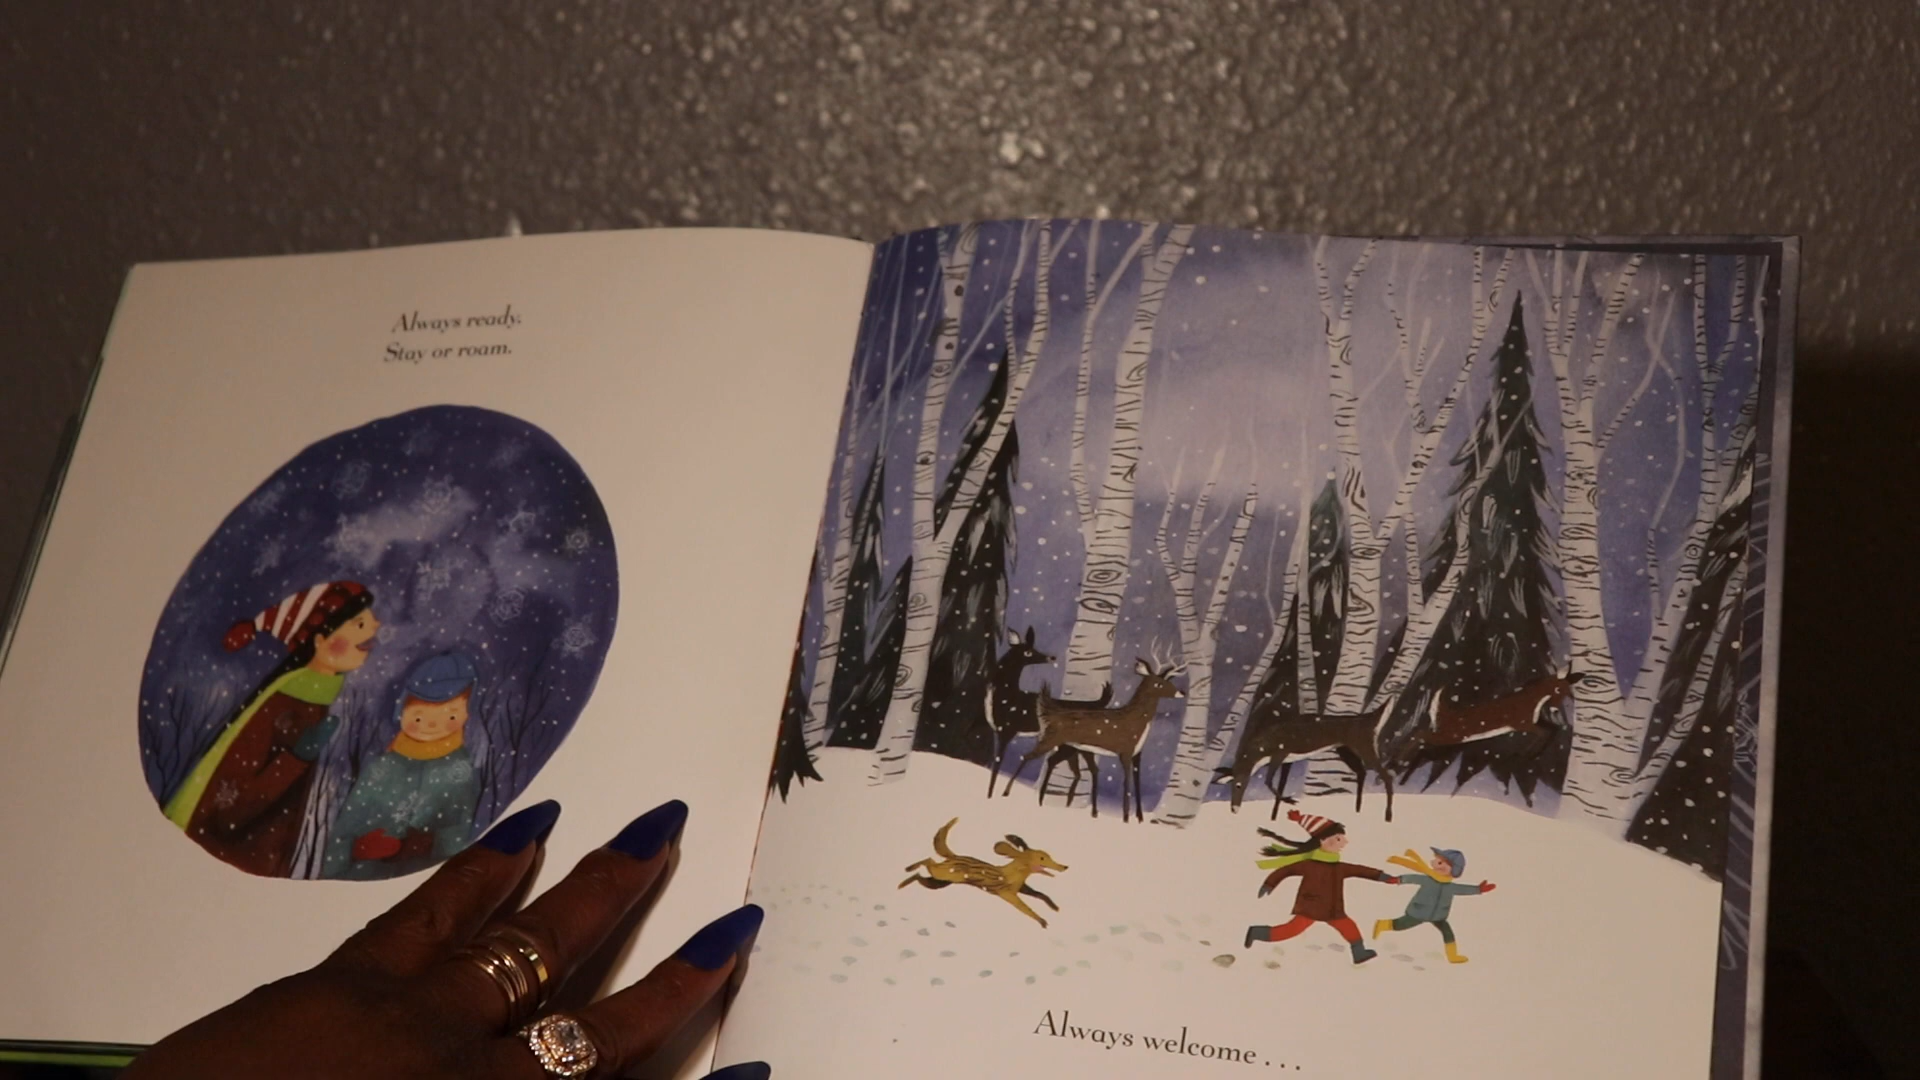 Always ready.
Stay or roam.
Always welcome . . .